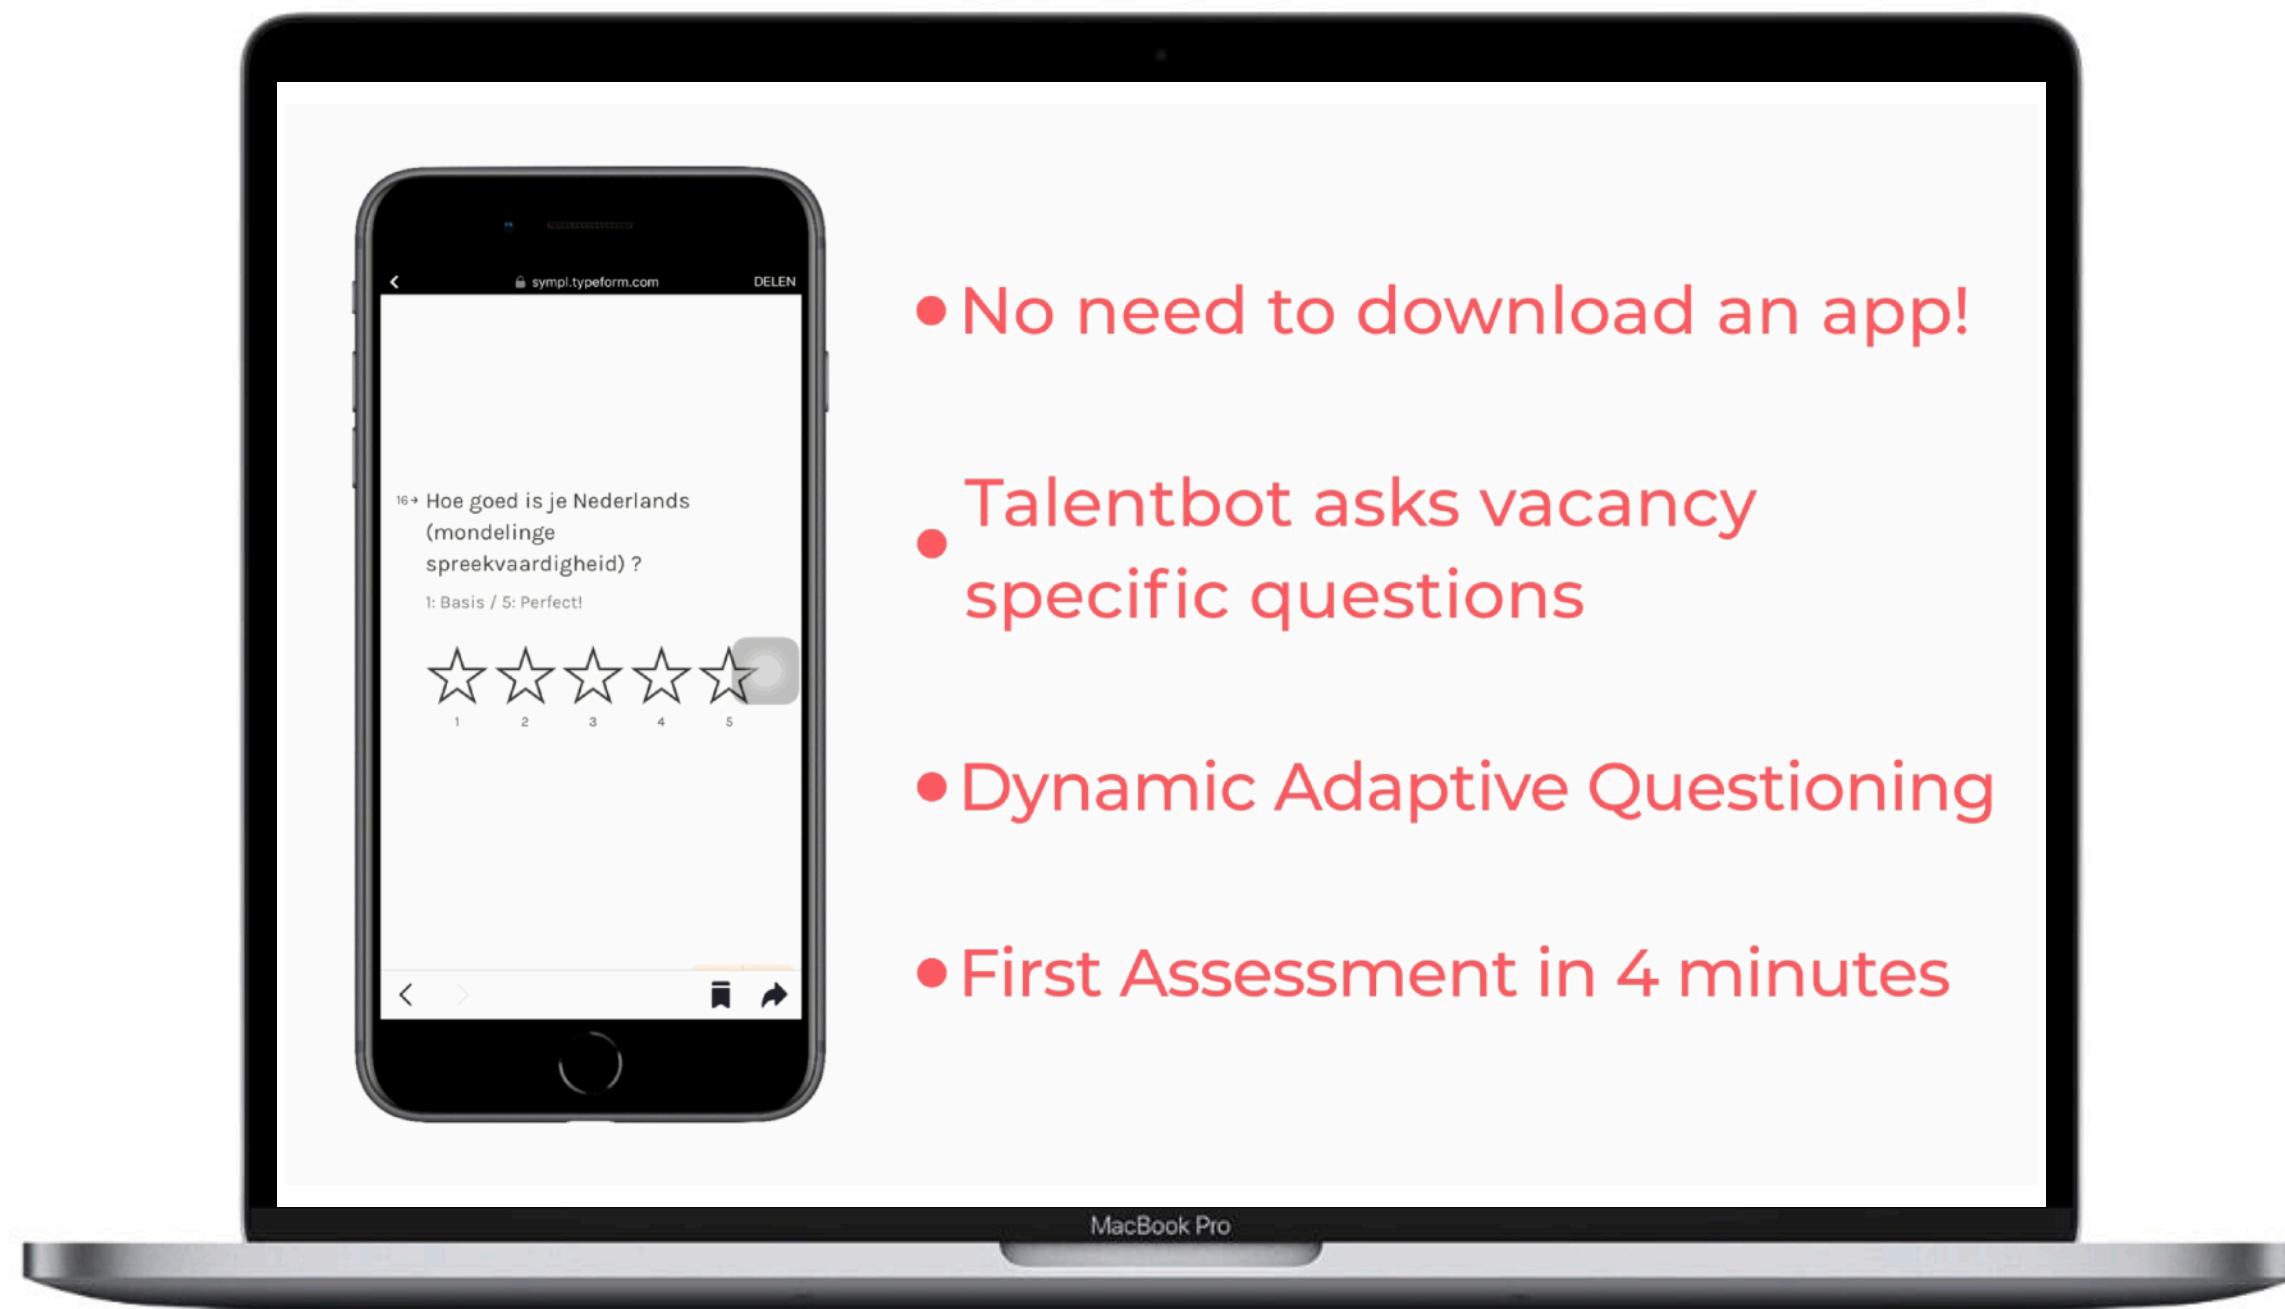 sympl.typeform.com DELEN
16→ Hoe goed is je Nederlands
(mondelinge
spreekvaardigheid) ?
1: Basis / 5: Perfect!
1 2 3 4 5
• No need to download an app!
• Talentbot asks vacancy
specific questions
• Dynamic Adaptive Questioning
• First Assessment in 4 minutes
MacBook Pro